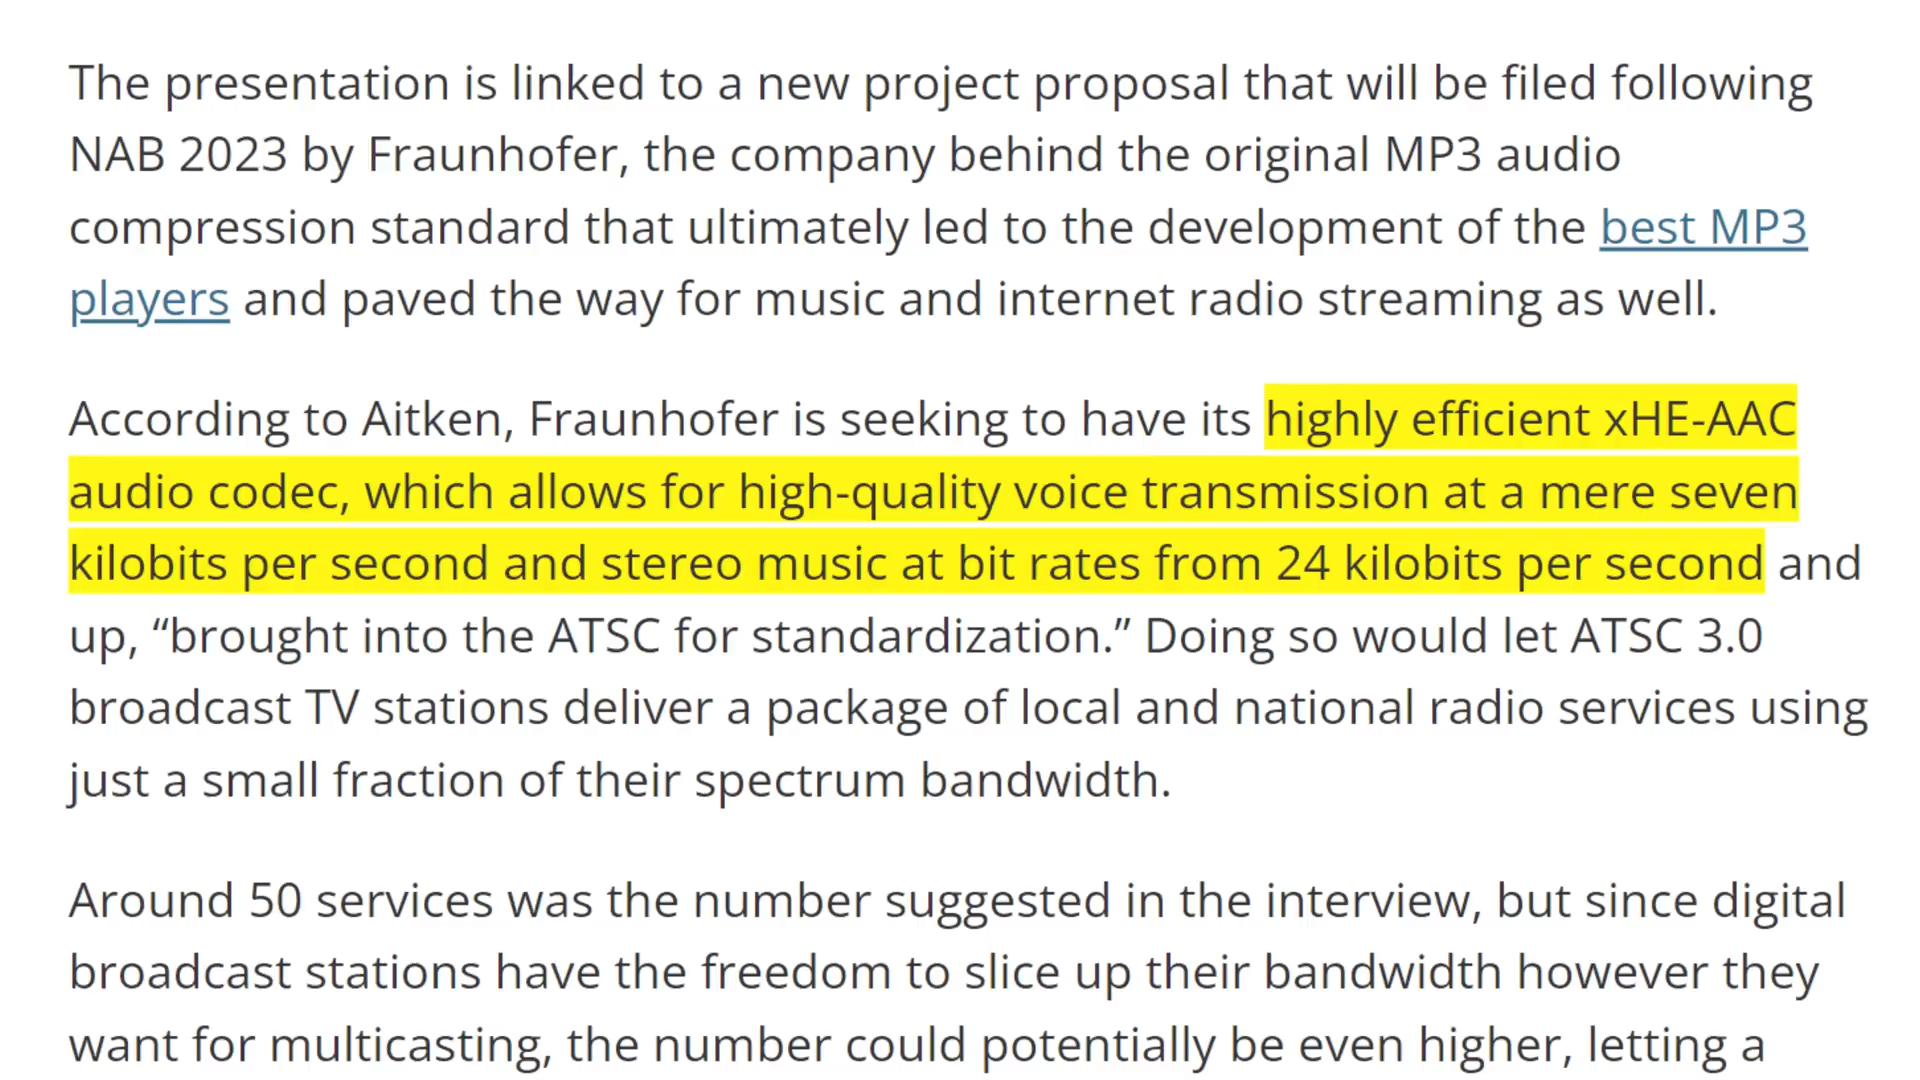 The presentation is linked to a new project proposal that will be filed following
NAB 2023 by Fraunhofer, the company behind the original MP3 audio
compression standard that ultimately led to the development of the best MP3
players and paved the way for music and internet radio streaming as well.
According to Aitken, Fraunhofer is seeking to have its highly efficient xHE-AAC
audio codec, which allows for high-quality voice transmission at a mere seven
kilobits per second and stereo music at bit rates from 24 kilobits per second and
up, “brought into the ATSC for standardization.” Doing so would let ATSC 3.0
broadcast TV stations deliver a package of local and national radio services using
just a small fraction of their spectrum bandwidth.
Around 50 services was the number suggested in the interview, but since digital
broadcast stations have the freedom to slice up their bandwidth however they
want for multicasting, the number could potentially be even higher, letting a